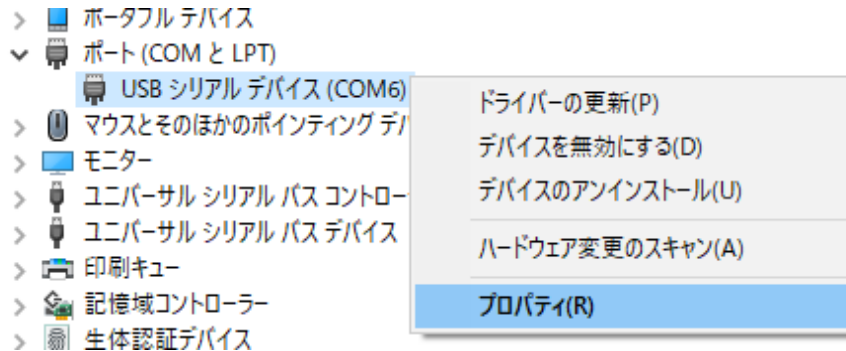 ポータブル デバイス
ポート (COM と LPT)
USB シリアル デバイス (COM6)
マウスとそのほかのポインティング デバ
モニター
ユニバーサル シリアル バス コントローラ
ユニバーサル シリアル バス デバイス
印刷キュー
記憶域コントローラー
生体認証デバイス
ドライバーの更新(P)
デバイスを無効にする(D)
デバイスのアンインストール(U)
ハードウェア変更のスキャン(A)
プロパティ(R)